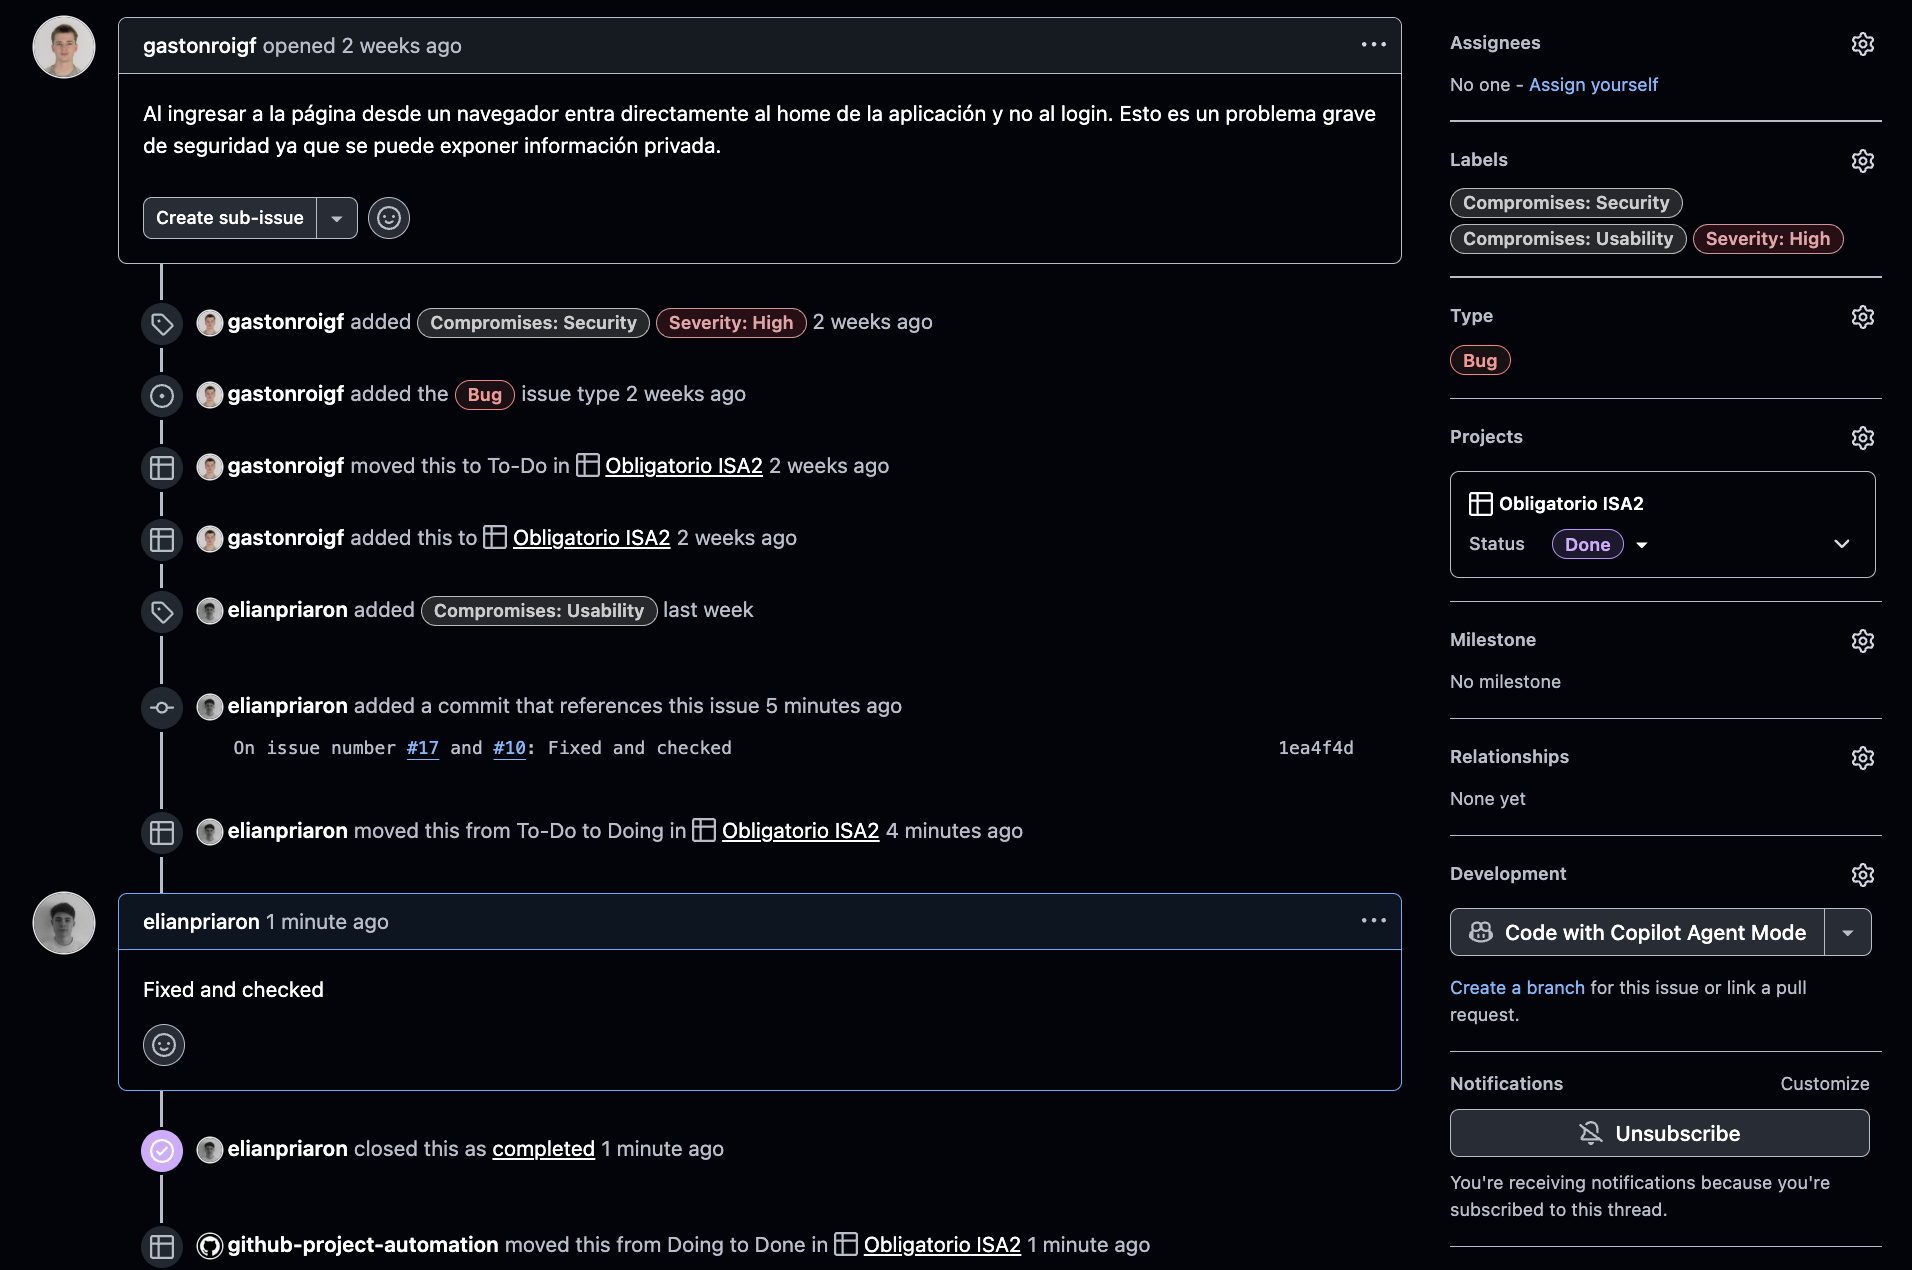 gastonroigf opened 2 weeks ago
Al ingresar a la página desde un navegador entra directamente al home de la aplicación y no al login. Esto es un problema grave
de seguridad ya que se puede exponer información privada.
Create sub-issue
gastonroigf added Compromises: Security Severity: High 2 weeks ago
gastonroigf added the Bug issue type 2 weeks ago
gastonroigf moved this to To-Do in Obligatorio ISA2 2 weeks ago
gastonroigf added this to Obligatorio ISA2 2 weeks ago
elianpriaron added Compromises: Usability last week
elianpriaron added a commit that references this issue 5 minutes ago
On issue number #17 and #10: Fixed and checked 1ea4f4d
elianpriaron moved this from To-Do to Doing in Obligatorio ISA2 4 minutes ago
elianpriaron 1 minute ago
Fixed and checked
elianpriaron closed this as completed 1 minute ago
github-project-automation moved this from Doing to Done in Obligatorio ISA2 1 minute ago
Assignees
No one - Assign yourself
Labels
Compromises: Security
Compromises: Usability Severity: High
Type
Bug
Projects
Obligatorio ISA2
Status Done
Milestone
No milestone
Relationships
None yet
Development
Code with Copilot Agent Mode
Create a branch for this issue or link a pull
request.
Notifications Customize
Unsubscribe
You're receiving notifications because you're
subscribed to this thread.